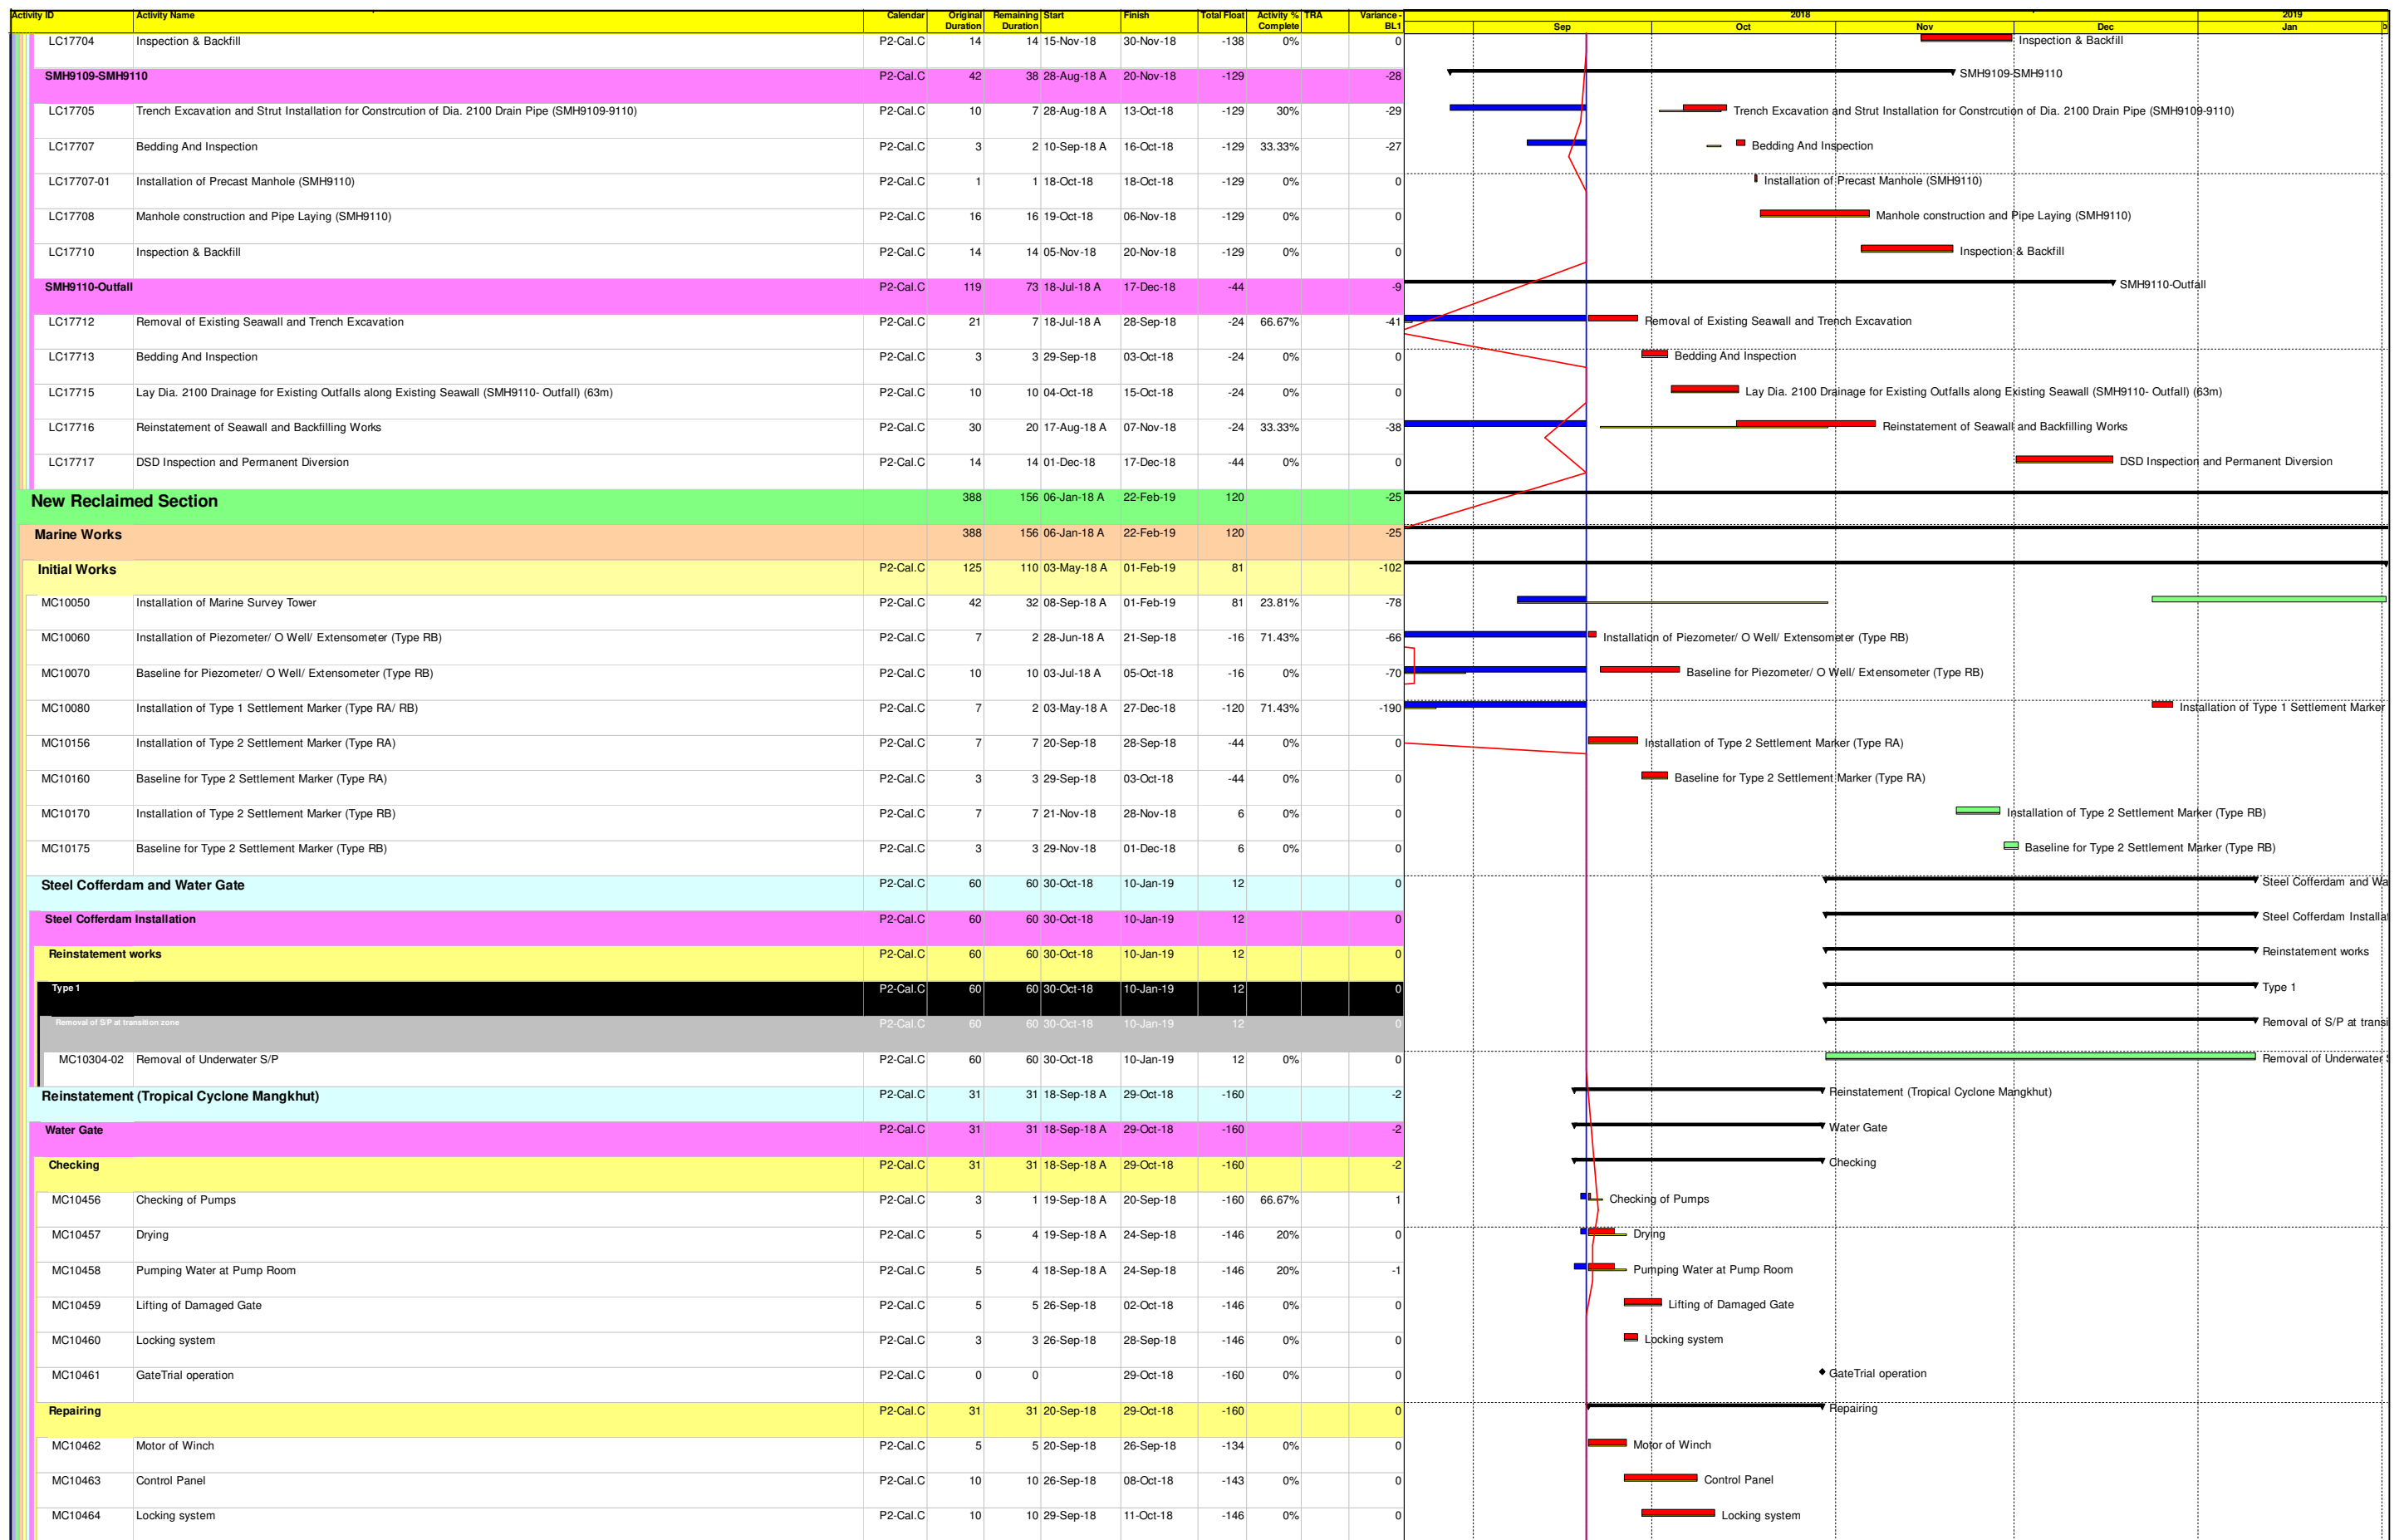 Activity ID Activity Name Calendar Original Duration Remaining Duration Start Finish Total Float Activity % Complete TRA Variance - BL1 2018 2019
Sep Oct Nov Dec Jan
LC17704 Inspection & Backfill P2-Cal.C 14 14 15-Nov-18 30-Nov-18 -138 0% 0 Inspection & Backfill
SMH9109-SMH9110 P2-Cal.C 42 38 28-Aug-18 A 20-Nov-18 -129 -28 SMH9109-SMH9110
LC17705 Trench Excavation and Strut Installation for Constrcution of Dia. 2100 Drain Pipe (SMH9109-9110) P2-Cal.C 10 7 28-Aug-18 A 13-Oct-18 -129 30% -29 Trench Excavation and Strut Installation for Constrcution of Dia. 2100 Drain Pipe (SMH9109-9110)
LC17707 Bedding And Inspection P2-Cal.C 3 2 10-Sep-18 A 16-Oct-18 -129 33.33% -27 Bedding And Inspection
LC17707-01 Installation of Precast Manhole (SMH9110) P2-Cal.C 1 1 18-Oct-18 18-Oct-18 -129 0% 0 Installation of Precast Manhole (SMH9110)
LC17708 Manhole construction and Pipe Laying (SMH9110) P2-Cal.C 16 16 19-Oct-18 06-Nov-18 -129 0% 0 Manhole construction and Pipe Laying (SMH9110)
LC17710 Inspection & Backfill P2-Cal.C 14 14 05-Nov-18 20-Nov-18 -129 0% 0 Inspection & Backfill
SMH9110-Outfall P2-Cal.C 119 73 18-Jul-18 A 17-Dec-18 -44 -9 SMH9110-Outfall
LC17712 Removal of Existing Seawall and Trench Excavation P2-Cal.C 21 7 18-Jul-18 A 28-Sep-18 -24 66.67% -41 Removal of Existing Seawall and Trench Excavation
LC17713 Bedding And Inspection P2-Cal.C 3 3 29-Sep-18 03-Oct-18 -24 0% 0 Bedding And Inspection
LC17715 Lay Dia. 2100 Drainage for Existing Outfalls along Existing Seawall (SMH9110- Outfall) (63m) P2-Cal.C 10 10 04-Oct-18 15-Oct-18 -24 0% 0 Lay Dia. 2100 Drainage for Existing Outfalls along Existing Seawall (SMH9110- Outfall) (63m)
LC17716 Reinstatement of Seawall and Backfilling Works P2-Cal.C 30 20 17-Aug-18 A 07-Nov-18 -24 33.33% -38 Reinstatement of Seawall and Backfilling Works
LC17717 DSD Inspection and Permanent Diversion P2-Cal.C 14 14 01-Dec-18 17-Dec-18 -44 0% 0 DSD Inspection and Permanent Diversion
New Reclaimed Section 388 156 06-Jan-18 A 22-Feb-19 120 -25
Marine Works 388 156 06-Jan-18 A 22-Feb-19 120 -25
Initial Works P2-Cal.C 125 110 03-May-18 A 01-Feb-19 81 -102
MC10050 Installation of Marine Survey Tower P2-Cal.C 42 32 08-Sep-18 A 01-Feb-19 81 23.81% -78
MC10060 Installation of Piezometer/ O Well/ Extensometer (Type RB) P2-Cal.C 7 2 28-Jun-18 A 21-Sep-18 -16 71.43% -66 Installation of Piezometer/ O Well/ Extensometer (Type RB)
MC10070 Baseline for Piezometer/ O Well/ Extensometer (Type RB) P2-Cal.C 10 10 03-Jul-18 A 05-Oct-18 -16 0% -70 Baseline for Piezometer/ O Well/ Extensometer (Type RB)
MC10080 Installation of Type 1 Settlement Marker (Type RA/ RB) P2-Cal.C 7 2 03-May-18 A 27-Dec-18 -120 71.43% -190 Installation of Type 1 Settlement Marker
MC10156 Installation of Type 2 Settlement Marker (Type RA) P2-Cal.C 7 7 20-Sep-18 28-Sep-18 -44 0% 0 Installation of Type 2 Settlement Marker (Type RA)
MC10160 Baseline for Type 2 Settlement Marker (Type RA) P2-Cal.C 3 3 29-Sep-18 03-Oct-18 -44 0% 0 Baseline for Type 2 Settlement Marker (Type RA)
MC10170 Installation of Type 2 Settlement Marker (Type RB) P2-Cal.C 7 7 21-Nov-18 28-Nov-18 6 0% 0 Installation of Type 2 Settlement Marker (Type RB)
MC10175 Baseline for Type 2 Settlement Marker (Type RB) P2-Cal.C 3 3 29-Nov-18 01-Dec-18 6 0% 0 Baseline for Type 2 Settlement Marker (Type RB)
Steel Cofferdam and Water Gate P2-Cal.C 60 60 30-Oct-18 10-Jan-19 12 0 Steel Cofferdam and Wa
Steel Cofferdam Installation P2-Cal.C 60 60 30-Oct-18 10-Jan-19 12 0 Steel Cofferdam Installa
Reinstatement works P2-Cal.C 60 60 30-Oct-18 10-Jan-19 12 0 Reinstatement works
Type 1 P2-Cal.C 60 60 30-Oct-18 10-Jan-19 12 0 Type 1
Removal of S/P at transition zone P2-Cal.C 60 60 30-Oct-18 10-Jan-19 12 0 Removal of S/P at transi
MC10304-02 Removal of Underwater S/P P2-Cal.C 60 60 30-Oct-18 10-Jan-19 12 0% 0 Removal of Underwater
Reinstatement (Tropical Cyclone Mangkhut) P2-Cal.C 31 31 18-Sep-18 A 29-Oct-18 -160 -2 Reinstatement (Tropical Cyclone Mangkhut)
Water Gate P2-Cal.C 31 31 18-Sep-18 A 29-Oct-18 -160 -2 Water Gate
Checking P2-Cal.C 31 31 18-Sep-18 A 29-Oct-18 -160 -2 Checking
MC10456 Checking of Pumps P2-Cal.C 3 1 19-Sep-18 A 20-Sep-18 -160 66.67% 1 Checking of Pumps
MC10457 Drying P2-Cal.C 5 4 19-Sep-18 A 24-Sep-18 -146 20% 0 Drying
MC10458 Pumping Water at Pump Room P2-Cal.C 5 4 18-Sep-18 A 24-Sep-18 -146 20% -1 Pumping Water at Pump Room
MC10459 Lifting of Damaged Gate P2-Cal.C 5 5 26-Sep-18 02-Oct-18 -146 0% 0 Lifting of Damaged Gate
MC10460 Locking system P2-Cal.C 3 3 26-Sep-18 28-Sep-18 -146 0% 0 Locking system
MC10461 GateTrial operation P2-Cal.C 0 0 29-Oct-18 -160 0% 0 GateTrial operation
Repairing P2-Cal.C 31 31 20-Sep-18 29-Oct-18 -160 0 Repairing
MC10462 Motor of Winch P2-Cal.C 5 5 20-Sep-18 26-Sep-18 -134 0% 0 Motor of Winch
MC10463 Control Panel P2-Cal.C 10 10 26-Sep-18 08-Oct-18 -143 0% 0 Control Panel
MC10464 Locking system P2-Cal.C 10 10 29-Sep-18 11-Oct-18 -146 0% 0 Locking system